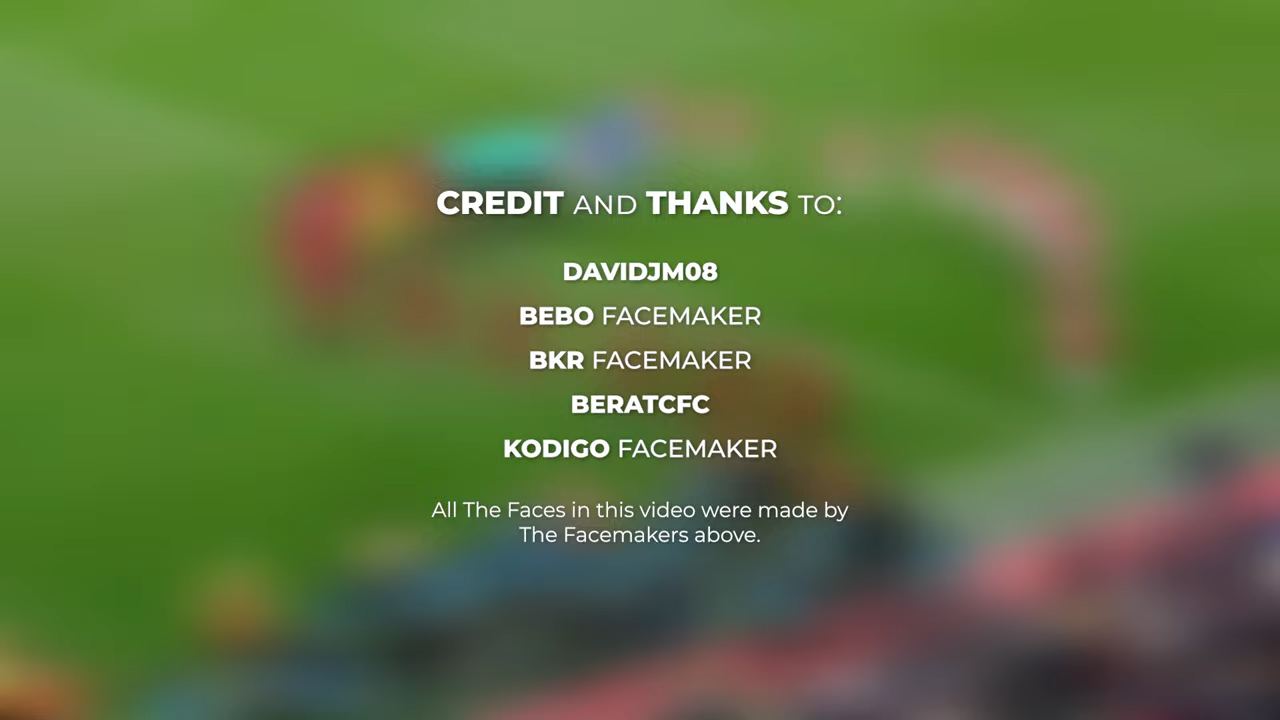 CREDIT AND THANKS TO:
DAVIDJM08
BEBO FACEMAKER
BKR FACEMAKER
BERATCFC
KODIGO FACEMAKER
All The Faces in this video were made by
The Facemakers above.